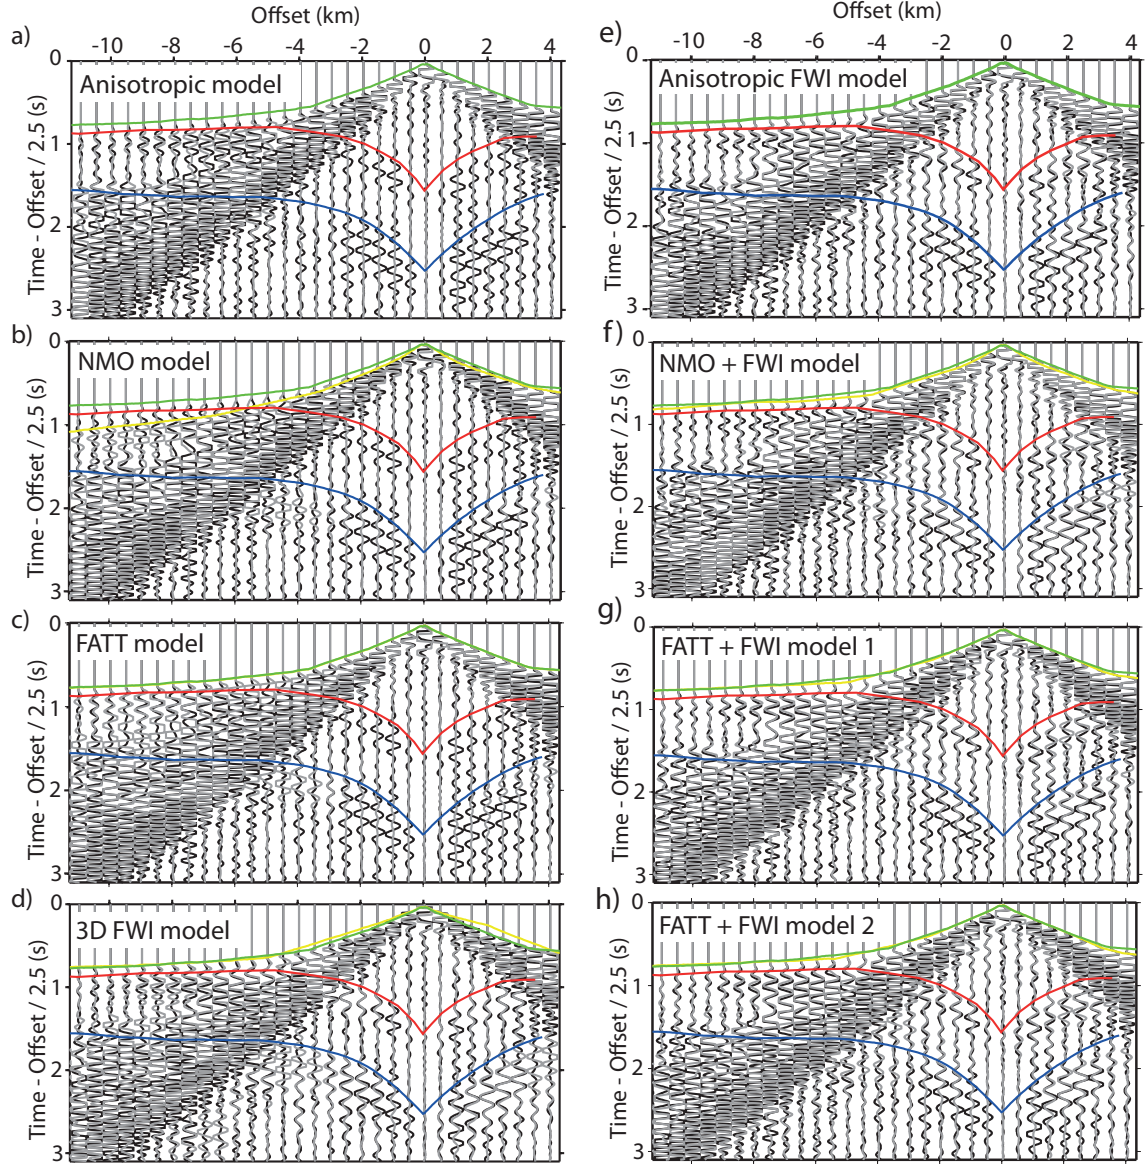 Offset (km)
a)
-10 -8 -6 -4 -2 0 2 4
0
Anisotropic model
1
2
3
Time - Offset / 2.5 (s)
b)
0
NMO model
1
2
3
Time - Offset / 2.5 (s)
c)
0
FATT model
1
2
3
Time - Offset / 2.5 (s)
d)
0
3D FWI model
1
2
3
Time - Offset / 2.5 (s)
Offset (km)
e)
-10 -8 -6 -4 -2 0 2 4
0
Anisotropic FWI model
1
2
3
Time - Offset / 2.5 (s)
f)
0
NMO + FWI model
1
2
3
Time - Offset / 2.5 (s)
g)
0
FATT + FWI model 1
1
2
3
Time - Offset / 2.5 (s)
h)
0
FATT + FWI model 2
1
2
3
Time - Offset / 2.5 (s)